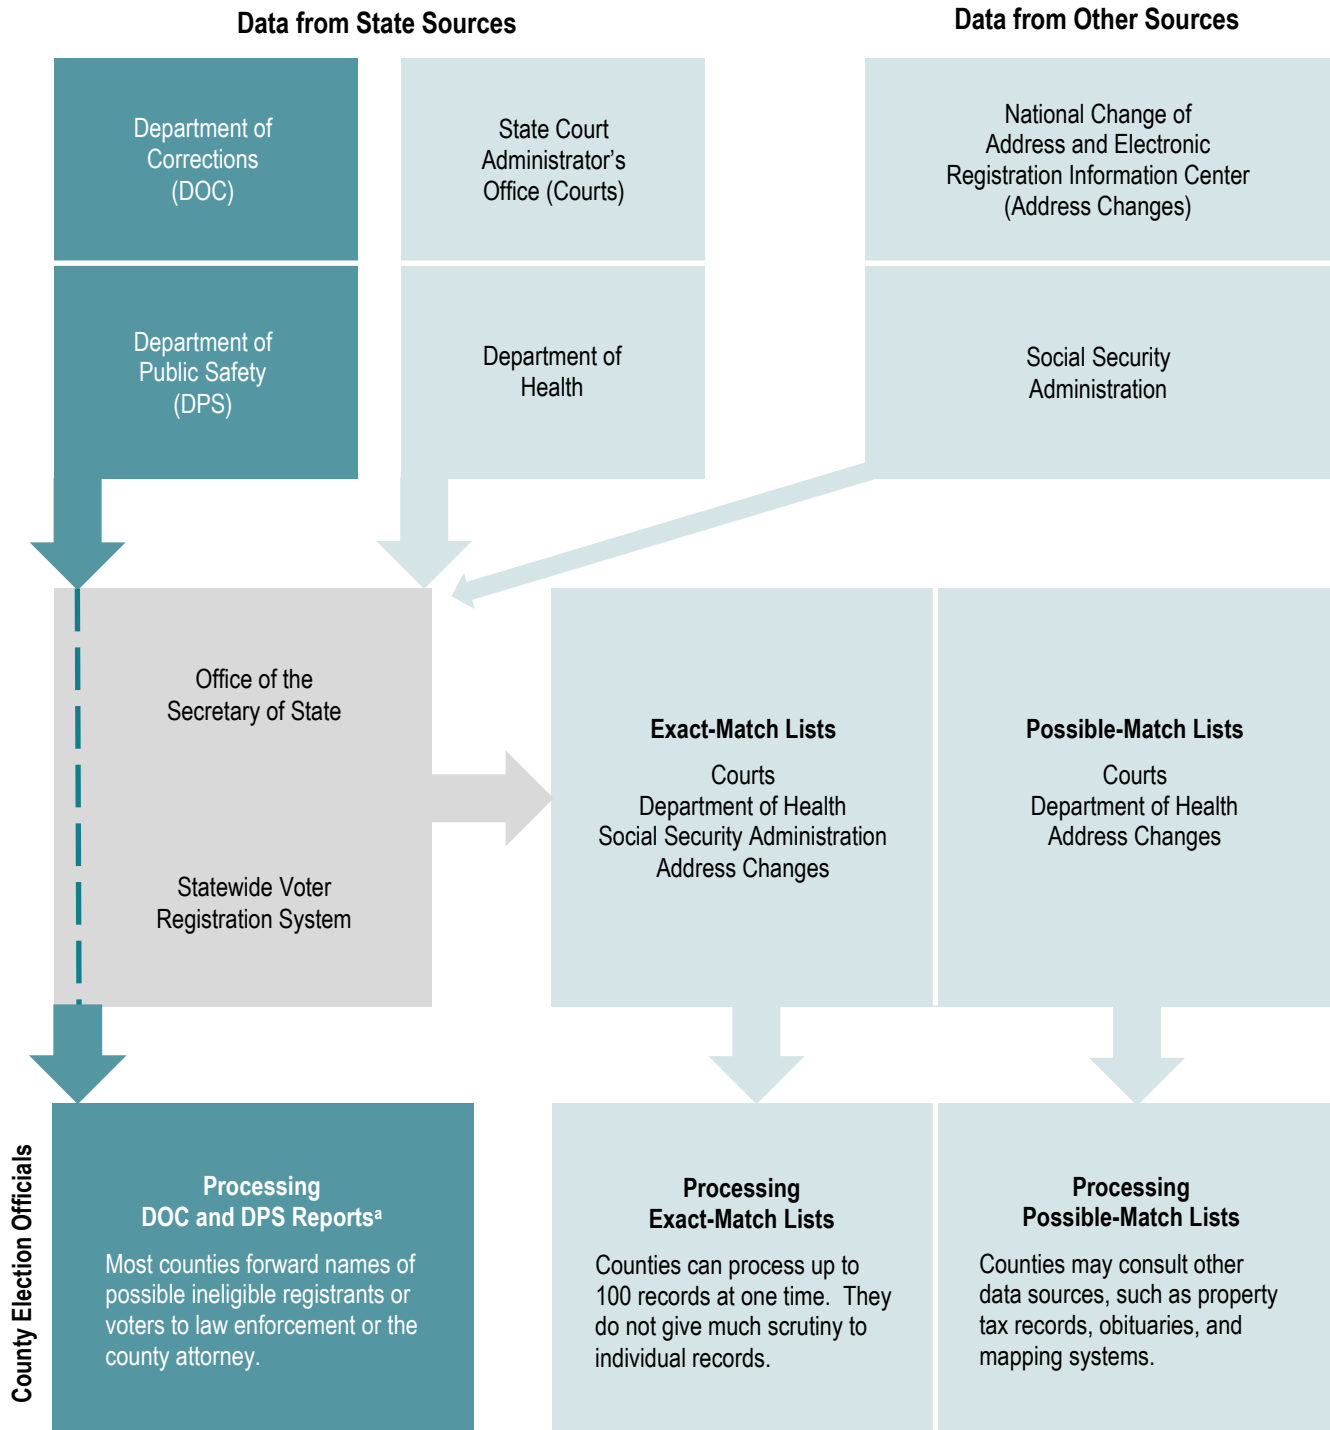 Data from State Sources
Data from Other Sources
Department of
Corrections
(DOC)
State Court
Administrator’s
Office (Courts)
National Change of
Address and Electronic
Registration Information Center
(Address Changes)
Department of
Public Safety
(DPS)
Department of
Health
Social Security
Administration
Office of the
Secretary of State
Statewide Voter
Registration System
Exact-Match Lists
Courts
Department of Health
Social Security Administration
Address Changes
Possible-Match Lists
Courts
Department of Health
Address Changes
County Election Officials
Processing
DOC and DPS Reportsᵃ
Most counties forward names of
possible ineligible registrants or
voters to law enforcement or the
county attorney.
Processing
Exact-Match Lists
Counties can process up to
100 records at one time.  They
do not give much scrutiny to
individual records.
Processing
Possible-Match Lists
Counties may consult other
data sources, such as property
tax records, obituaries, and
mapping systems.